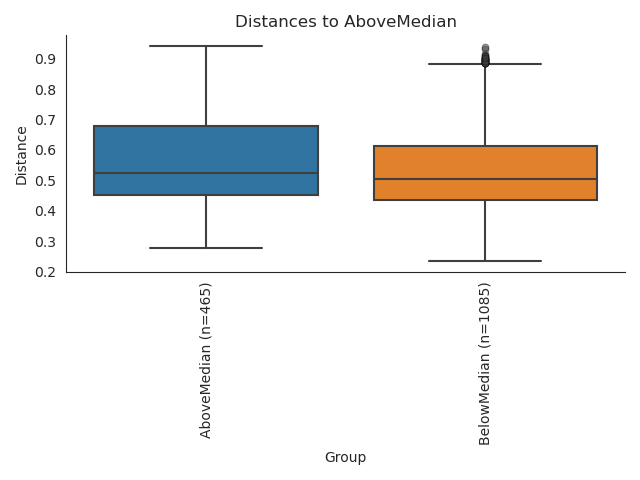 Distances to AboveMedian
Distance
0.9
0.8
0.7
0.6
0.5
0.4
0.3
0.2
AboveMedian (n=465)
BelowMedian (n=1085)
Group